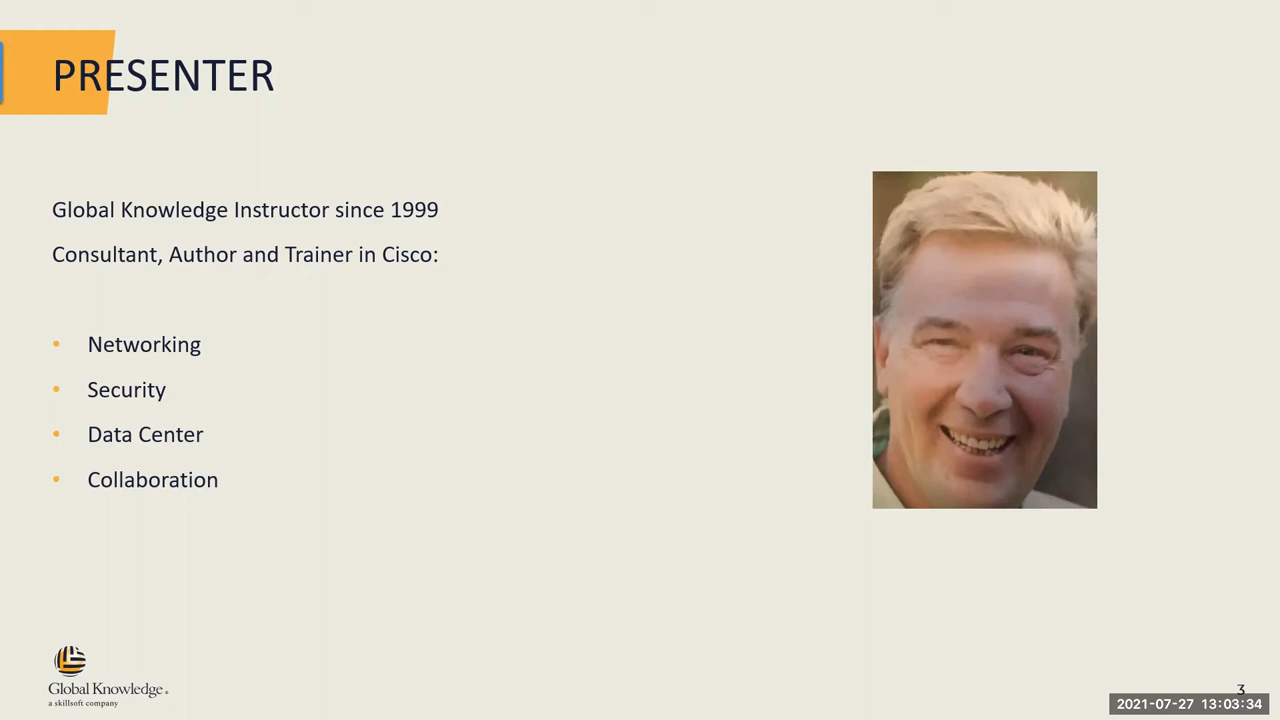 PRESENTER
Global Knowledge Instructor since 1999
Consultant, Author and Trainer in Cisco:
• Networking
• Security
• Data Center
• Collaboration
Global Knowledge®
a skillsoft company
3
2021-07-27 13:03:34